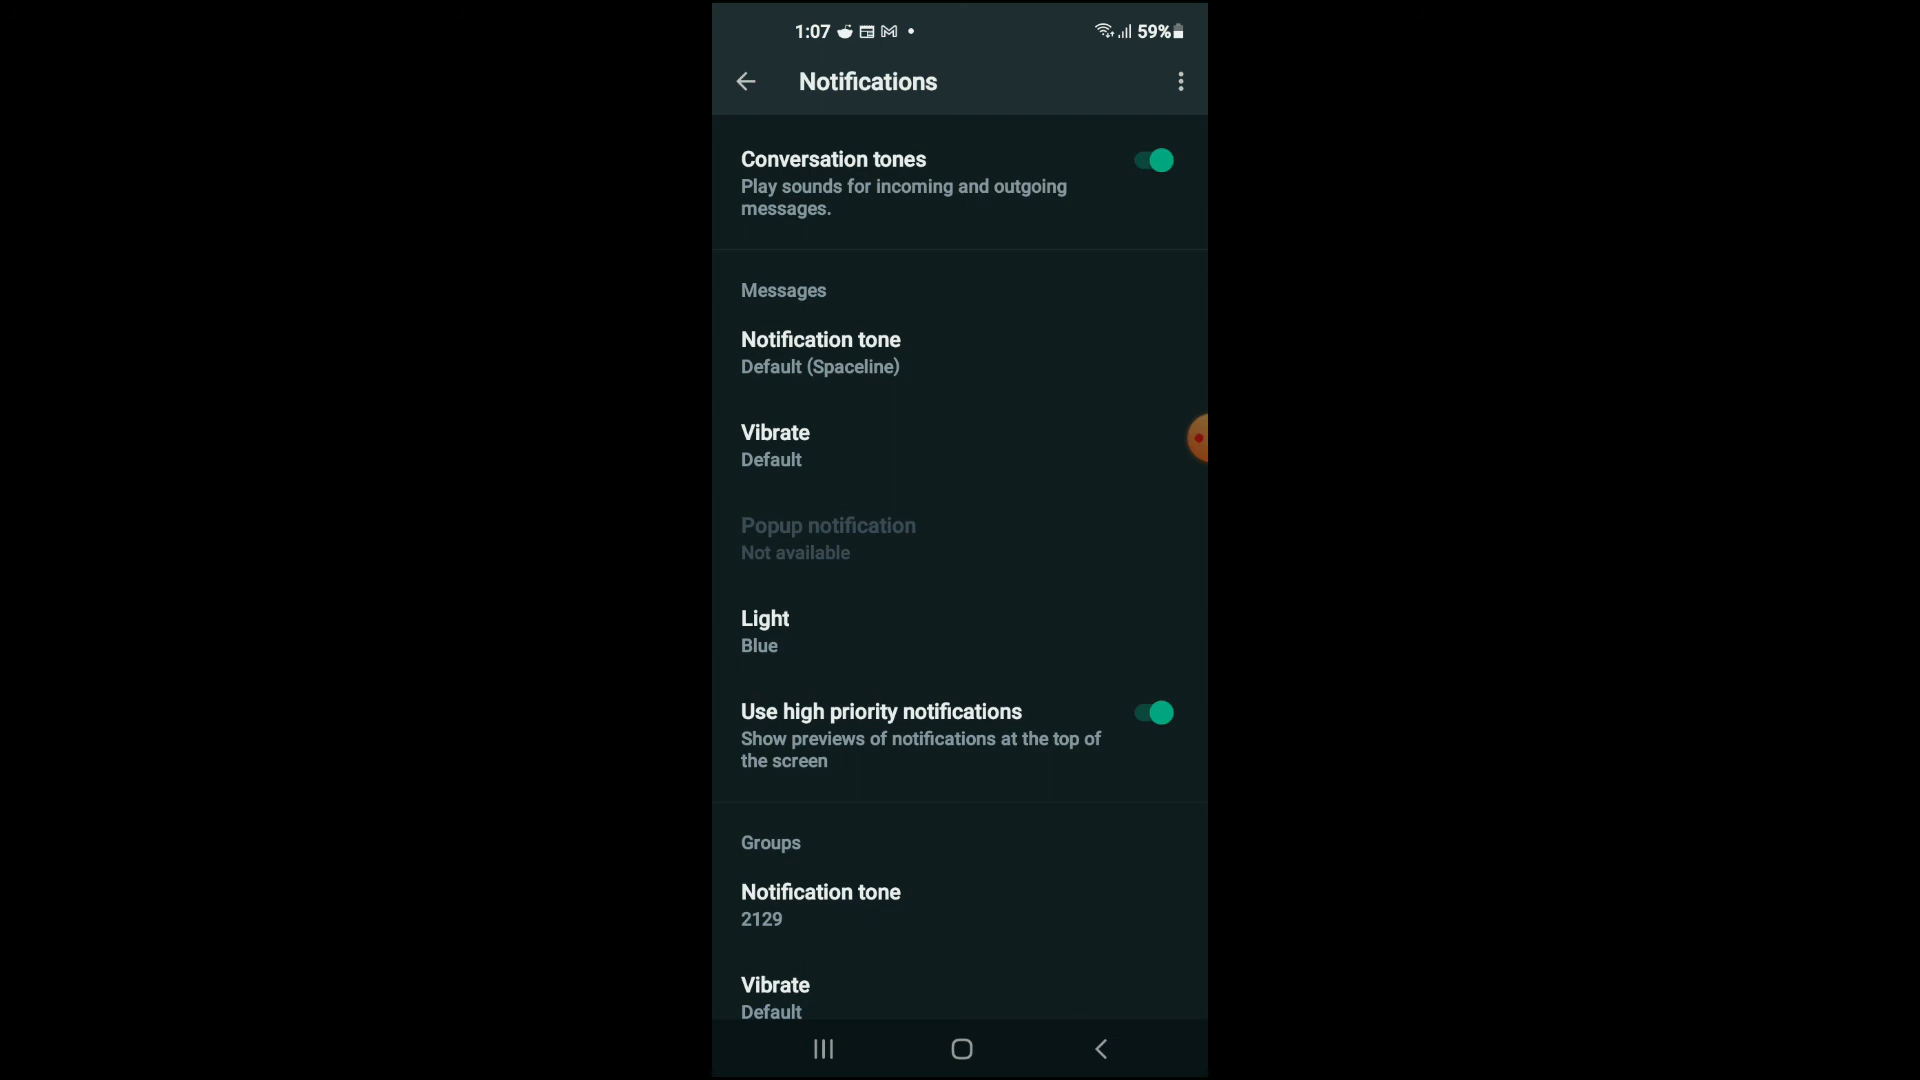 1:07 59%
Notifications
Conversation tones
Play sounds for incoming and outgoing
messages.
Messages
Notification tone
Default (Spaceline)
Vibrate
Default
Popup notification
Not available
Light
Blue
Use high priority notifications
Show previews of notifications at the top of
the screen
Groups
Notification tone
2129
Vibrate
Default